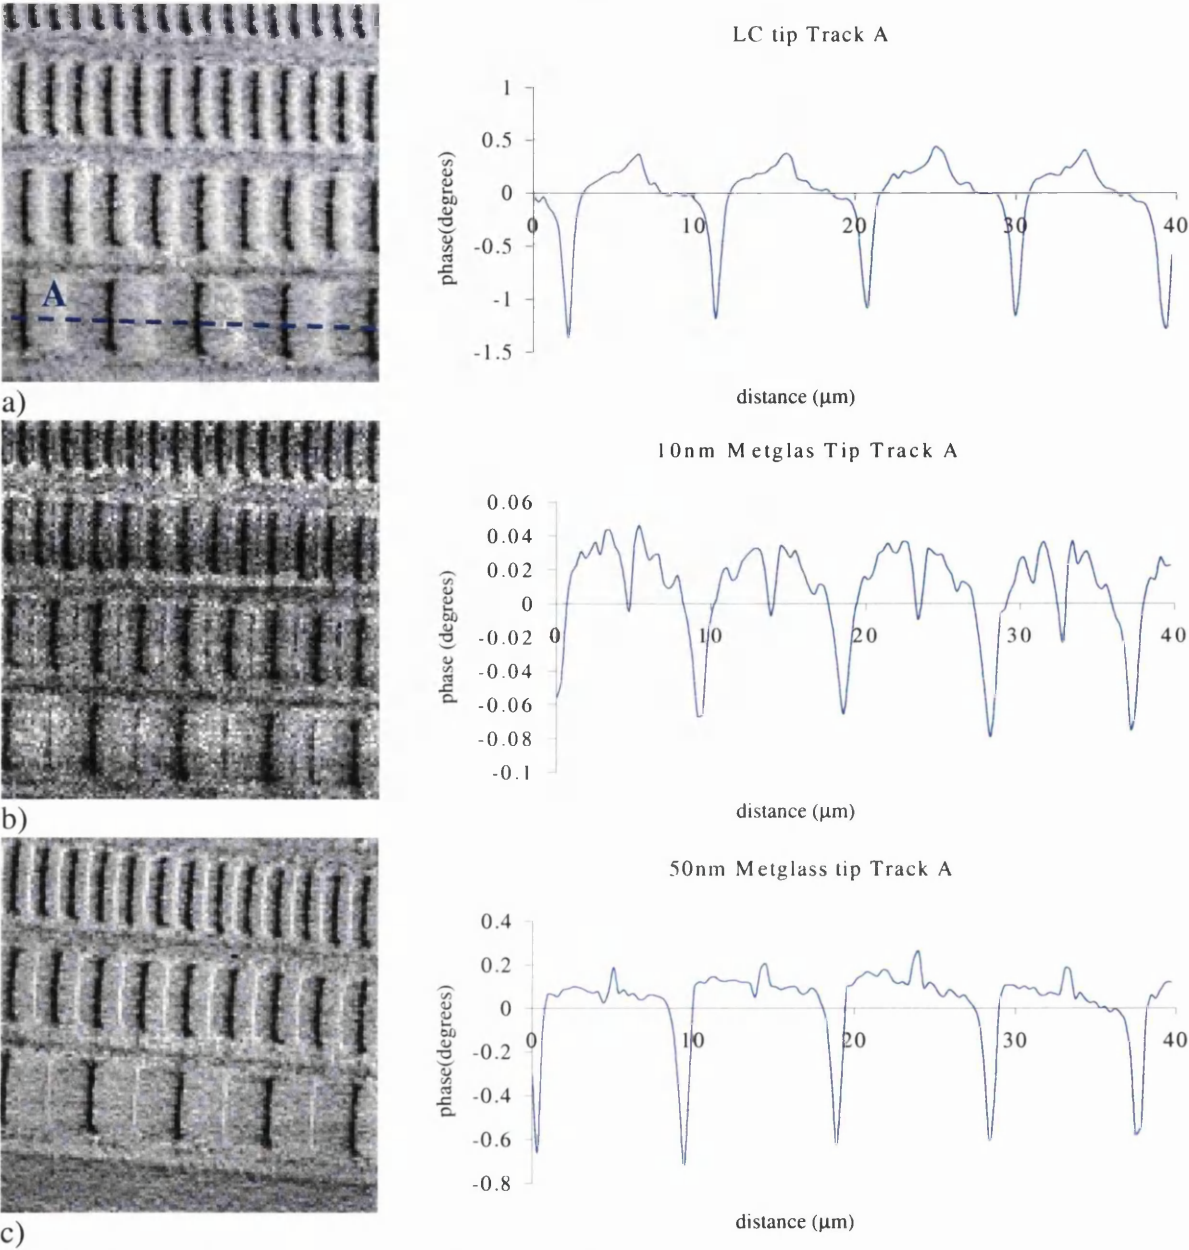 LC tip Track A
1
0.5
0
-0.5
-1
-1.5
10
20
30
40
phase(degrees)
distance (µm)
A
a)
10nm Metglas Tip Track A
0.06
0.04
0.02
0
-0.02
-0.04
-0.06
-0.08
-0.1
0
10
20
30
40
phase (degrees)
distance (µm)
b)
50nm Metglass tip Track A
0.4
0.2
0
-0.2
-0.4
-0.6
-0.8
0
10
20
30
40
phase(degrees)
distance (µm)
c)